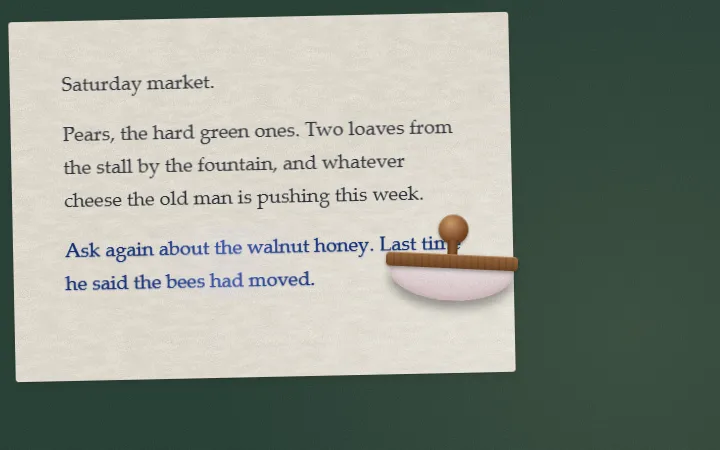 Saturday market.
Pears, the hard green ones. Two loaves from
the stall by the fountain, and whatever
cheese the old man is pushing this week.
Ask again about the walnut honey. Last
he said the bees had moved.